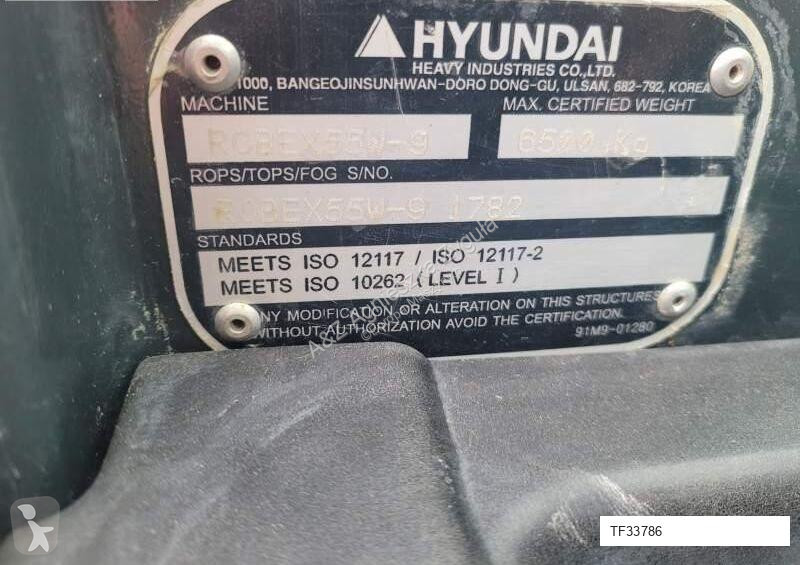 HYUNDAI
HEAVY INDUSTRIES CO.,LTD.
1000, BANGEOJINSUNHWAN-DORO DONG-GU, ULSAN, 682-792, KOREA
MACHINE MAX. CERTIFIED WEIGHT
ROBEX55W-9 6500 Kg
ROPS/TOPS/FOG S/NO.
ROBEX55W-9 1782
STANDARDS
MEETS ISO 12117 / ISO 12117-2
MEETS ISO 10262 (LEVEL I)
ANY MODIFICATION OR ALTERATION ON THIS STRUCTURES
WITHOUT AUTHORIZATION AVOID THE CERTIFICATION.
91M9-01280
TF33786